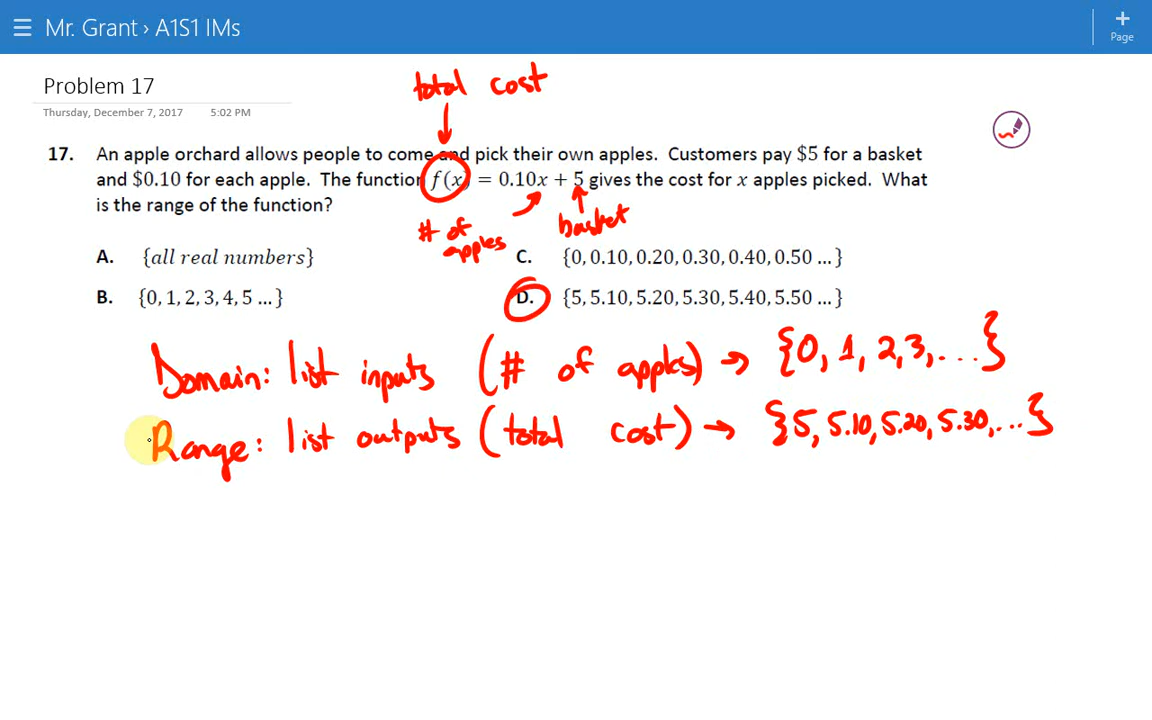 Mr. Grant › A1S1 IMs
Page
Problem 17
Thursday, December 7, 2017 5:02 PM
total cost
17. An apple orchard allows people to come and pick their own apples. Customers pay $5 for a basket
and $0.10 for each apple. The function f(x) = 0.10x + 5 gives the cost for x apples picked. What
is the range of the function?
# of apples
basket
A. {all real numbers}
C. {0, 0.10, 0.20, 0.30, 0.40, 0.50 ...}
B. {0, 1, 2, 3, 4, 5 ...}
D. {5, 5.10, 5.20, 5.30, 5.40, 5.50 ...}
Domain: list inputs (# of apples) → {0, 1, 2, 3, ...}
Range: list outputs (total cost) → {5, 5.10, 5.20, 5.30, ...}